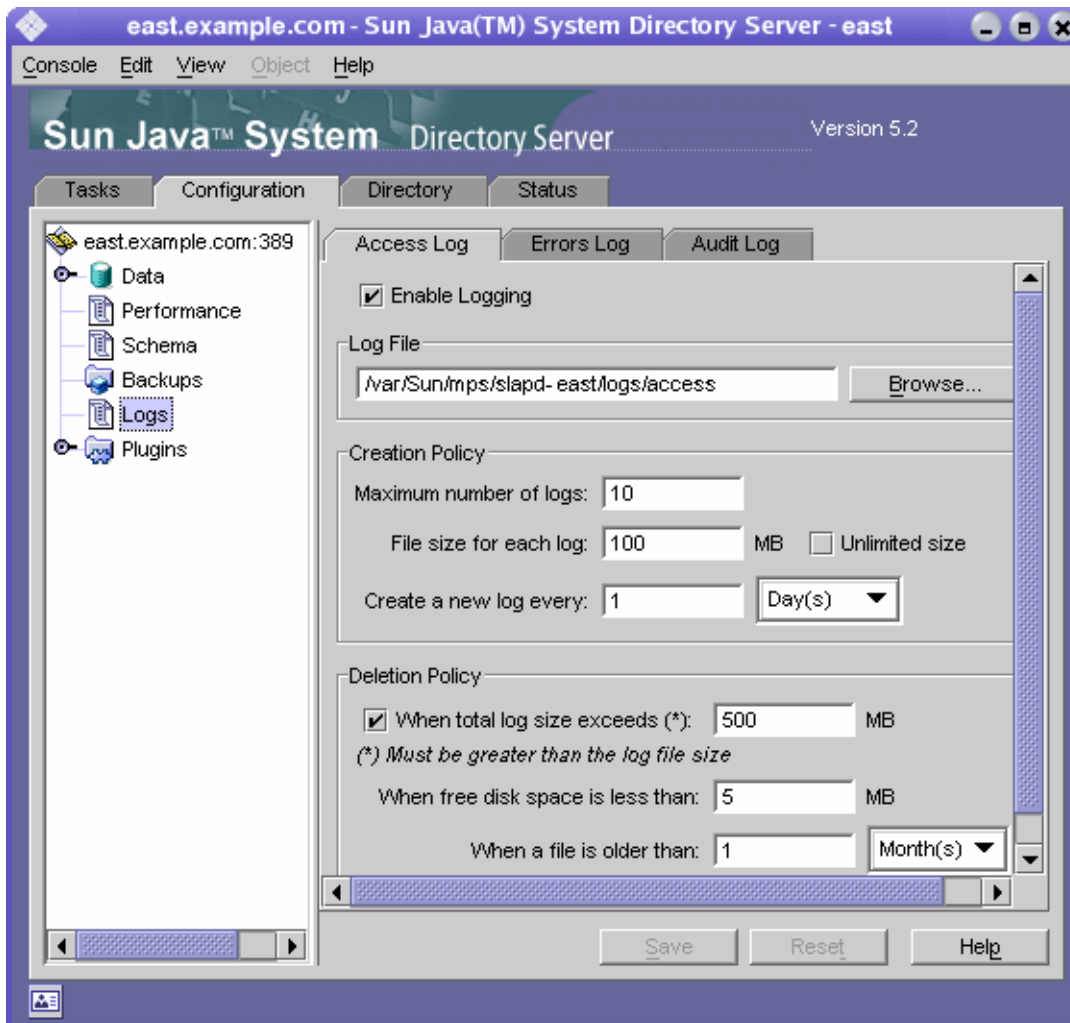 east.example.com - Sun Java(TM) System Directory Server - east
Console Edit View Object Help
Sun Java™ System Directory Server
Version 5.2
Tasks Configuration Directory Status
east.example.com:389
Data
Performance
Schema
Backups
Logs
Plugins
Access Log Errors Log Audit Log
Enable Logging
Log File
/var/Sun/mps/slapd-east/logs/access Browse...
Creation Policy
Maximum number of logs: 10
File size for each log: 100 MB Unlimited size
Create a new log every: 1 Day(s)
Deletion Policy
When total log size exceeds (*): 500 MB
(*) Must be greater than the log file size
When free disk space is less than: 5 MB
When a file is older than: 1 Month(s)
Save Reset Help